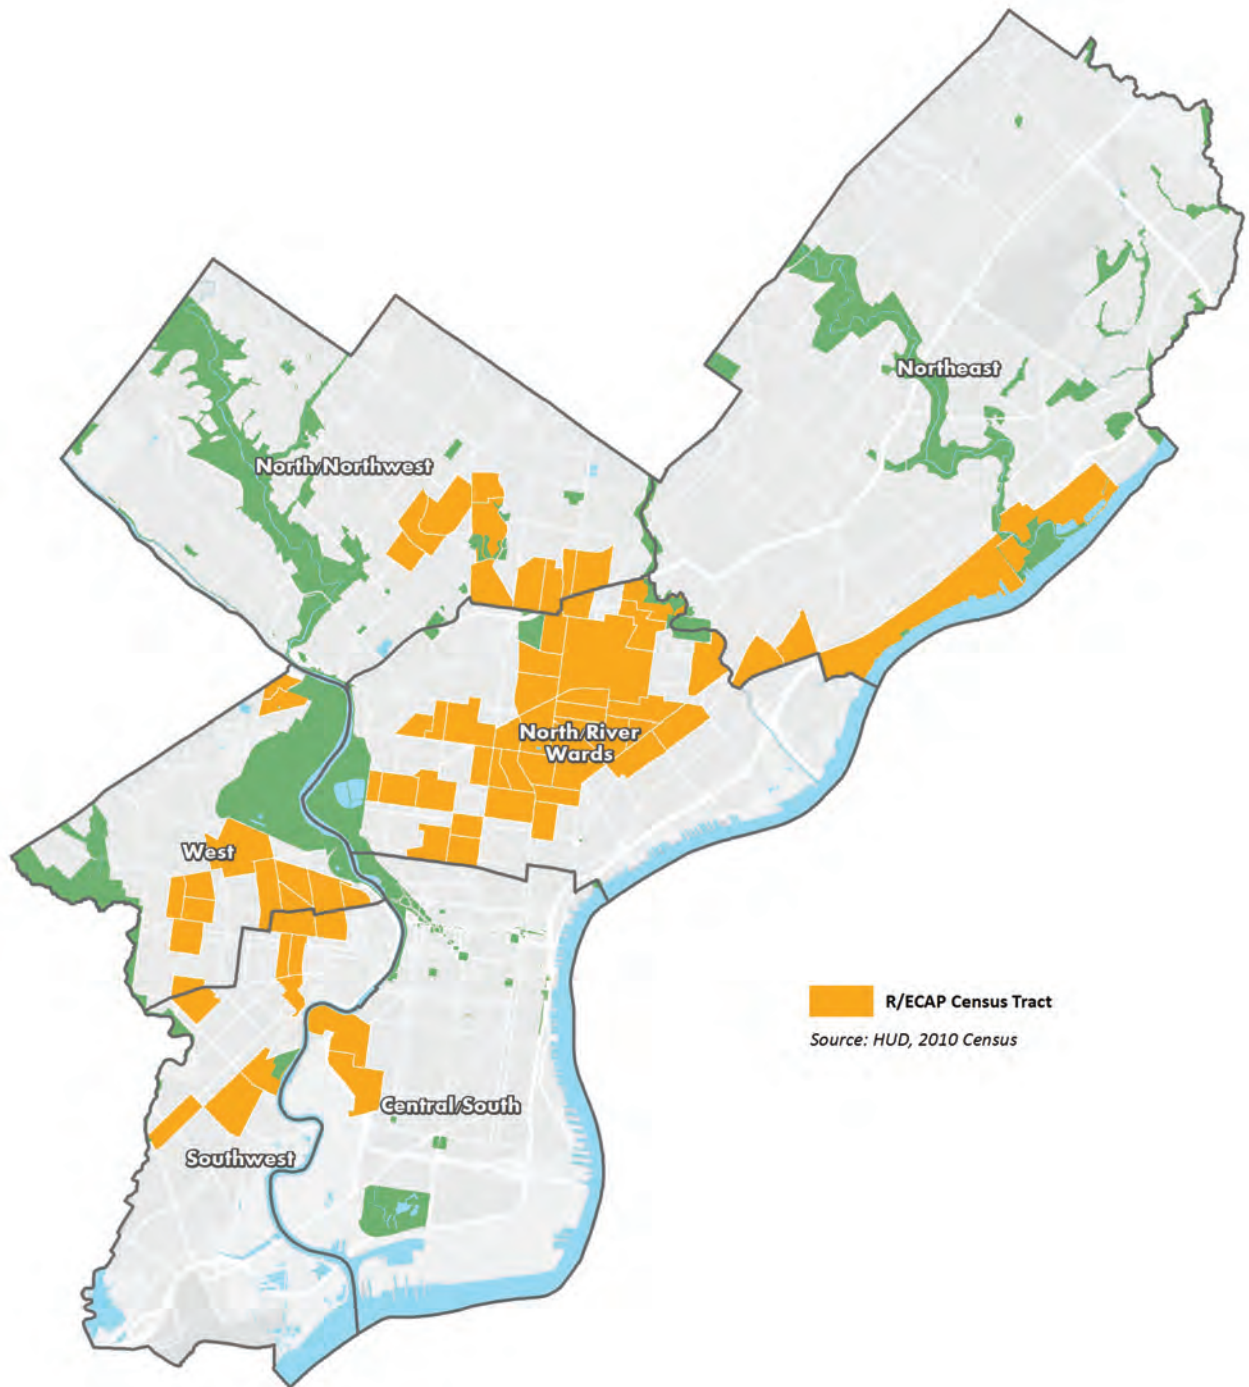 Northeast
North/Northwest
North/River
Wards
West
R/ECAP Census Tract
Source: HUD, 2010 Census
Central/South
Southwest